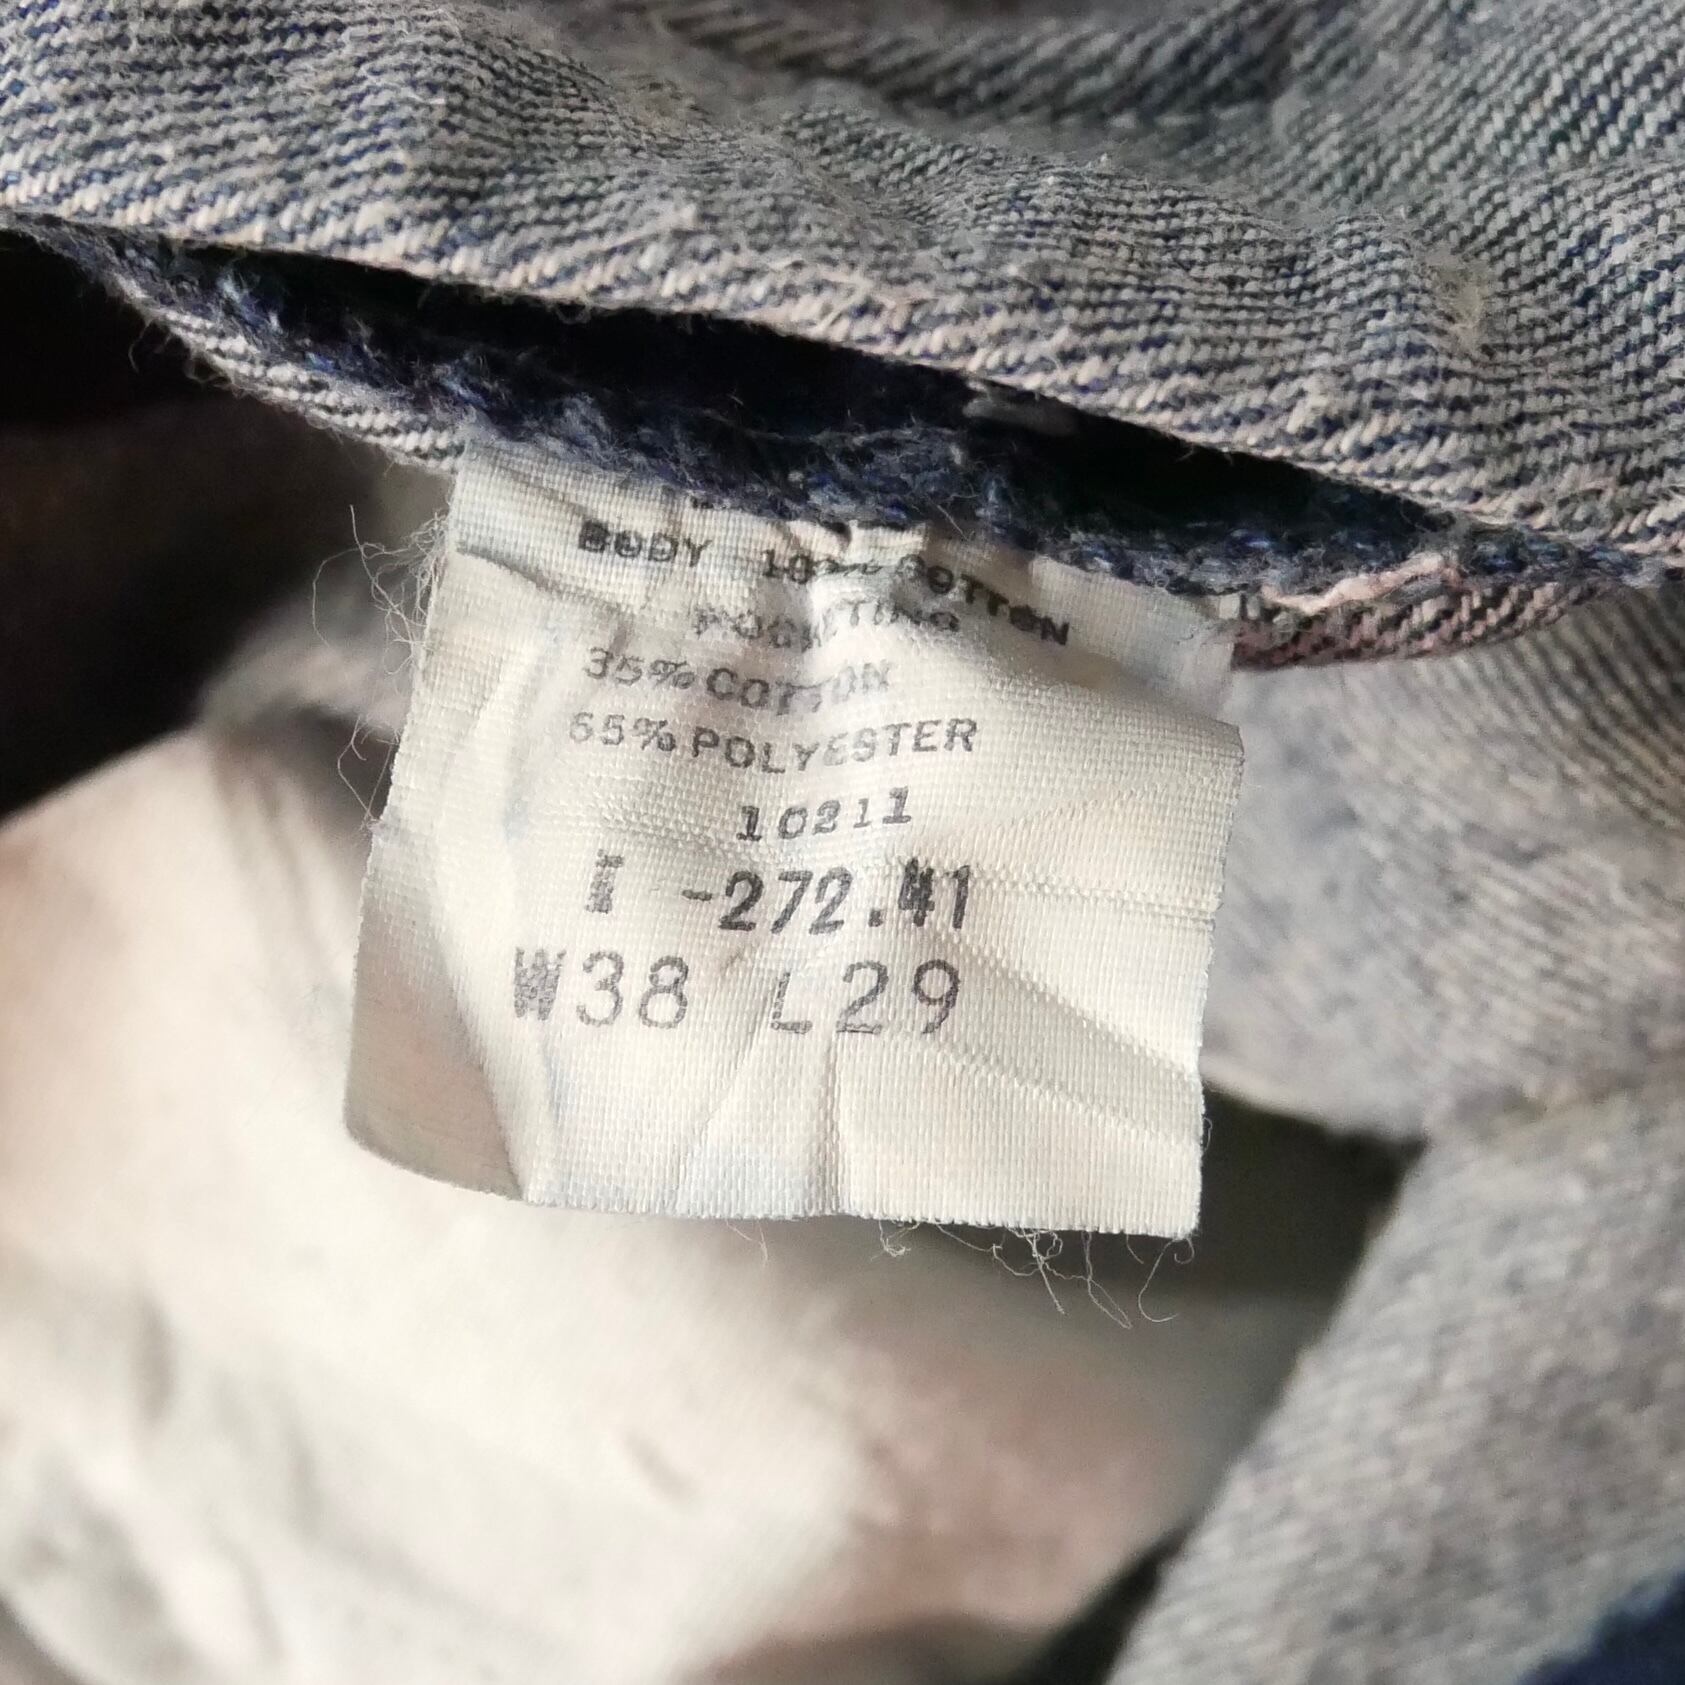 BODY 100% COTTON
POCKETING
35% COTTON
65% POLYESTER
10211
I -272.41
W38 L29